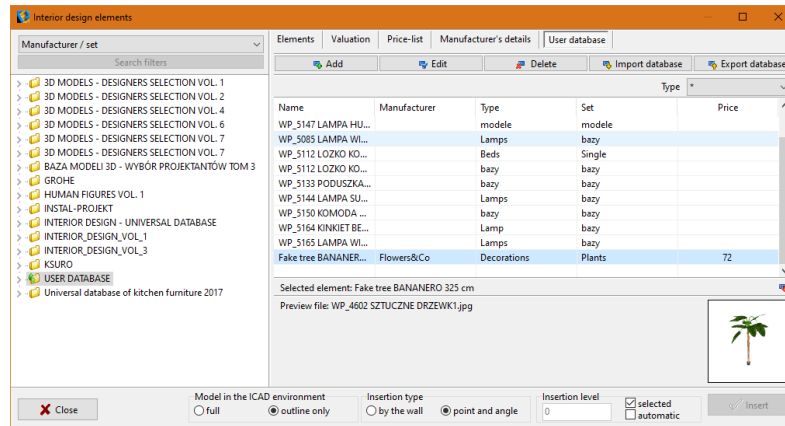 Interior design elements
Manufacturer / set
Search filters
3D MODELS - DESIGNERS SELECTION VOL. 1
3D MODELS - DESIGNERS SELECTION VOL. 2
3D MODELS - DESIGNERS SELECTION VOL. 4
3D MODELS - DESIGNERS SELECTION VOL. 6
3D MODELS - DESIGNERS SELECTION VOL. 7
3D MODELS - DESIGNERS SELECTION VOL. 7
BAZA MODELI 3D - WYBÓR PROJEKTANTÓW TOM 3
GROHE
HUMAN FIGURES VOL. 1
INSTAL-PROJEKT
INTERIOR DESIGN - UNIVERSAL DATABASE
INTERIOR_DESIGN_VOL_1
INTERIOR_DESIGN_VOL_3
KSURO
USER DATABASE
Universal database of kitchen furniture 2017
Elements Valuation Price-list Manufacturer's details User database
Add Edit Delete Import database Export database
Type *
Name Manufacturer Type Set Price
WP_5147 LAMPA HU... modele modele
WP_5085 LAMPA WI... Lamps bazy
WP_5112 LOZKO KO... Beds Single
WP_5112 LOZKO KO... bazy bazy
WP_5133 PODUSZKA... bazy bazy
WP_5144 LAMPA SU... Lamps bazy
WP_5150 KOMODA ... bazy bazy
WP_5164 KINKIET BE... Lamp bazy
WP_5165 LAMPA WI... Lamps bazy
Fake tree BANANER... Flowers&Co Decorations Plants 72
Selected element: Fake tree BANANERO 325 cm
Preview file: WP_4602 SZTUCZNE DRZEWK1.jpg
Close
Model in the ICAD environment
full outline only
Insertion type
by the wall point and angle
Insertion level
0
selected
automatic
Insert